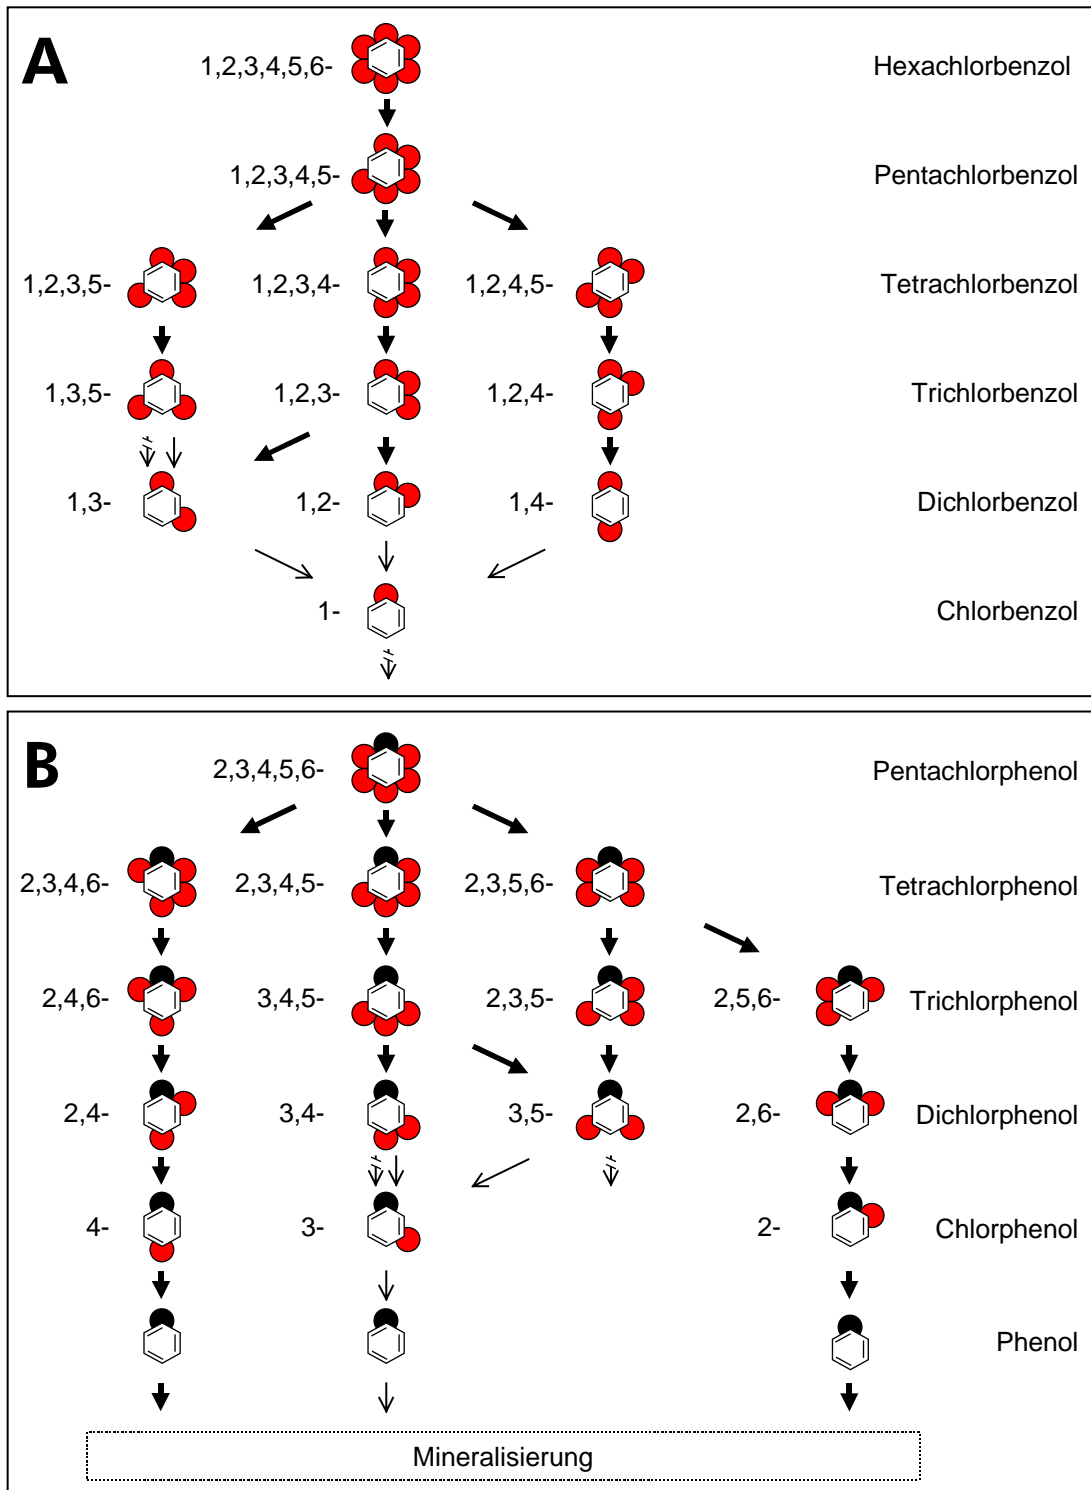 A
1,2,3,4,5,6- Hexachlorbenzol
1,2,3,4,5- Pentachlorbenzol
1,2,3,5- 1,2,3,4- 1,2,4,5- Tetrachlorbenzol
1,3,5- 1,2,3- 1,2,4- Trichlorbenzol
1,3- 1,2- 1,4- Dichlorbenzol
1- Chlorbenzol
B
2,3,4,5,6- Pentachlorphenol
2,3,4,6- 2,3,4,5- 2,3,5,6- Tetrachlorphenol
2,4,6- 3,4,5- 2,3,5- 2,5,6- Trichlorphenol
2,4- 3,4- 3,5- 2,6- Dichlorphenol
4- 3- 2- Chlorphenol
Phenol
Mineralisierung